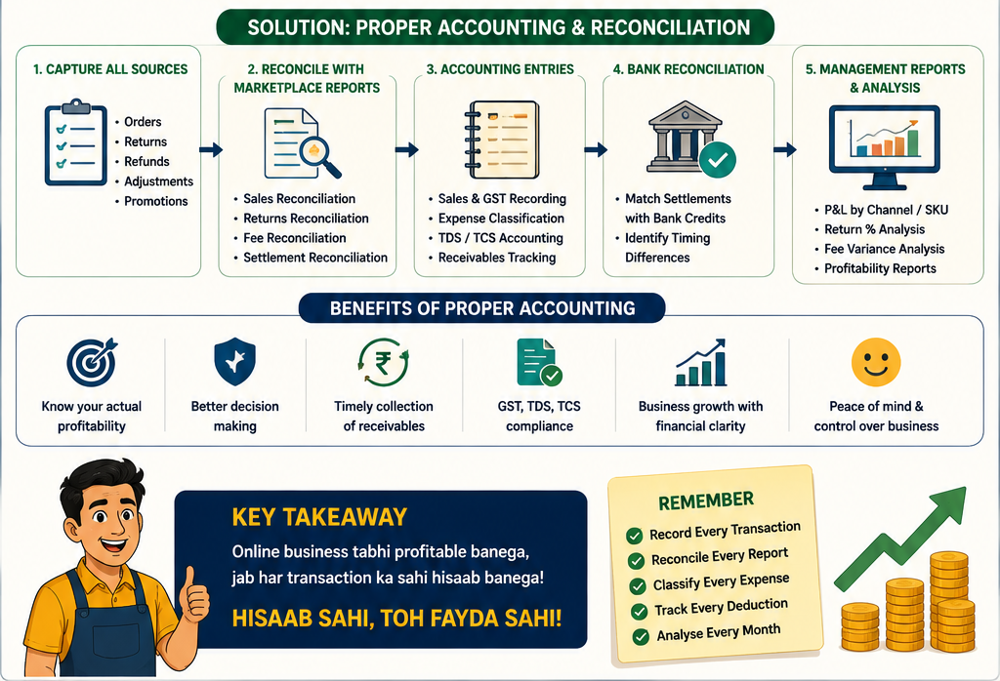 SOLUTION: PROPER ACCOUNTING & RECONCILIATION
1. CAPTURE ALL SOURCES
• Orders
• Returns
• Refunds
• Adjustments
• Promotions
2. RECONCILE WITH
MARKETPLACE REPORTS
• Sales Reconciliation
• Returns Reconciliation
• Fee Reconciliation
• Settlement Reconciliation
3. ACCOUNTING ENTRIES
• Sales & GST Recording
• Expense Classification
• TDS / TCS Accounting
• Receivables Tracking
4. BANK RECONCILIATION
• Match Settlements
with Bank Credits
• Identify Timing
Differences
5. MANAGEMENT REPORTS
& ANALYSIS
• P&L by Channel / SKU
• Return % Analysis
• Fee Variance Analysis
• Profitability Reports
BENEFITS OF PROPER ACCOUNTING
Know your actual
profitability
Better decision
making
₹
Timely collection
of receivables
GST, TDS, TCS
compliance
Business growth with
financial clarity
Peace of mind &
control over business
KEY TAKEAWAY
Online business tabhi profitable banega,
jab har transaction ka sahi hisaab banega!
HISAAB SAHI, TOH FAYDA SAHI!
REMEMBER
Record Every Transaction
Reconcile Every Report
Classify Every Expense
Track Every Deduction
Analyse Every Month